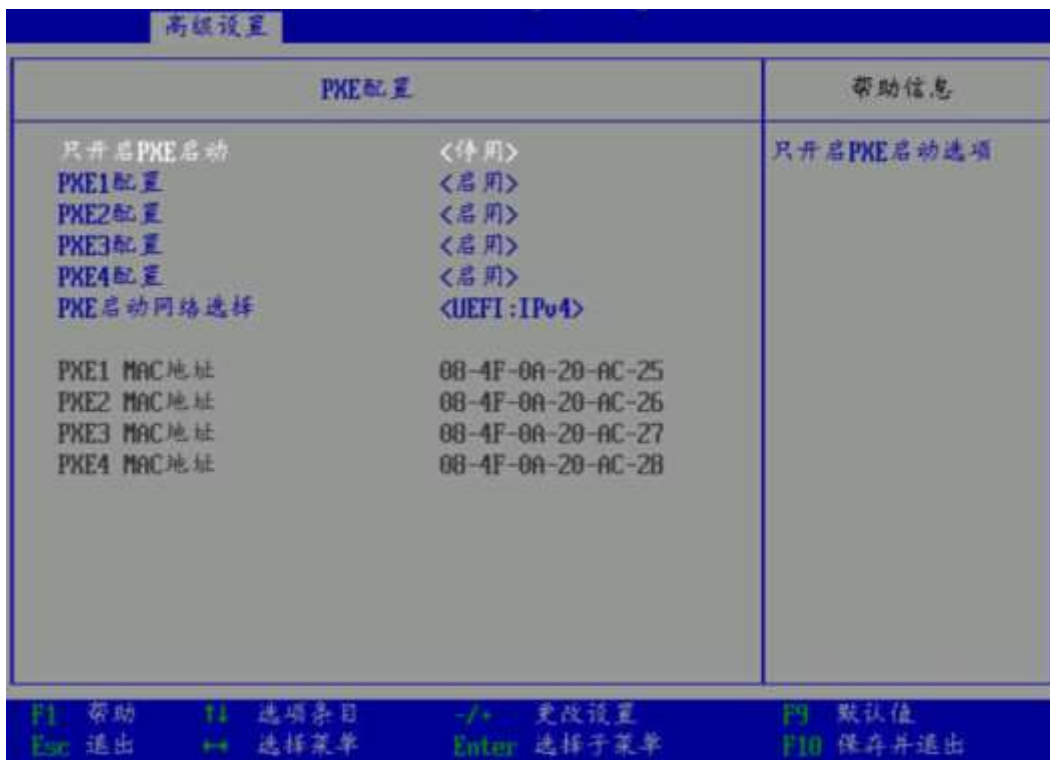 高级设置
PXE配置
帮助信息
只开启PXE启动 <停用>
只开启PXE启动选项
PXE1配置 <启用>
PXE2配置 <启用>
PXE3配置 <启用>
PXE4配置 <启用>
PXE启动网络选择 <UEFI:IPv4>
PXE1 MAC地址 08-4F-0A-20-AC-25
PXE2 MAC地址 08-4F-0A-20-AC-26
PXE3 MAC地址 08-4F-0A-20-AC-27
PXE4 MAC地址 08-4F-0A-20-AC-28
F1 帮助 ↑↓ 选项条目 -/+ 更改设置 F9 默认值
Esc 退出 ←→ 选择菜单 Enter 选择子菜单 F10 保存并退出